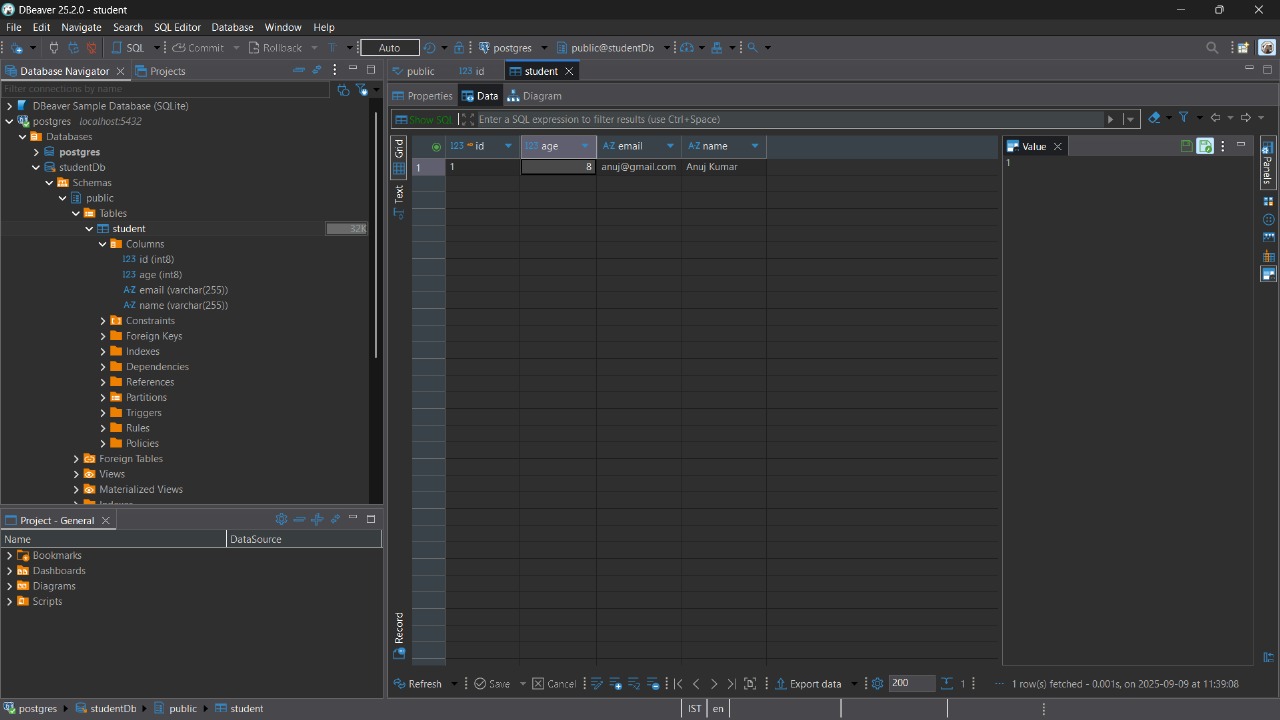 DBeaver 25.2.0 - student
File Edit Navigate Search SQL Editor Database Window Help
SQL Commit Rollback T Auto postgres public@studentDb
Database Navigator Projects
Filter connections by name
DBeaver Sample Database (SQLite)
postgres localhost:5432
Databases
postgres
studentDb
Schemas
public
Tables
student 32K
Columns
123 id (int8)
123 age (int8)
A-Z email (varchar(255))
A-Z name (varchar(255))
Constraints
Foreign Keys
Indexes
Dependencies
References
Partitions
Triggers
Rules
Policies
Foreign Tables
Views
Materialized Views
Indexes
Project - General
Name DataSource
Bookmarks
Dashboards
Diagrams
Scripts
public 123 id student
Properties Data Diagram
Show SQL Enter a SQL expression to filter results (use Ctrl+Space)
Grid
Text
Record
123 id 123 age A-Z email A-Z name
1 1 8 anuj@gmail.com Anuj Kumar
Value
1
Panels
Refresh Save Cancel Export data 200 1 1 row(s) fetched - 0.001s, on 2025-09-09 at 11:39:08
postgres studentDb public student IST en